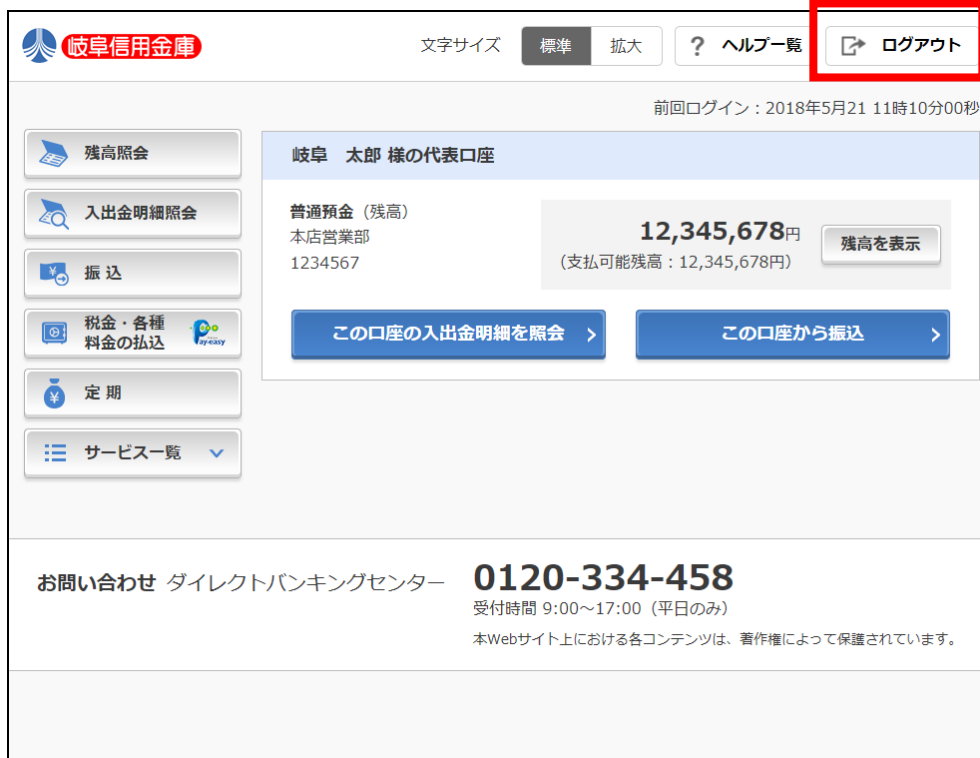 岐阜信用金庫
文字サイズ 標準 拡大 ? ヘルプ一覧 ログアウト
前回ログイン：2018年5月21 11時10分00秒
残高照会
入出金明細照会
振込
税金・各種
料金の払込
Pay-easy
定期
サービス一覧
岐阜 太郎 様の代表口座
普通預金（残高）
本店営業部
1234567
12,345,678円
（支払可能残高：12,345,678円）
残高を表示
この口座の入出金明細を照会
この口座から振込
お問い合わせ ダイレクトバンキングセンター
0120-334-458
受付時間 9:00～17:00（平日のみ）
本Webサイト上における各コンテンツは、著作権によって保護されています。